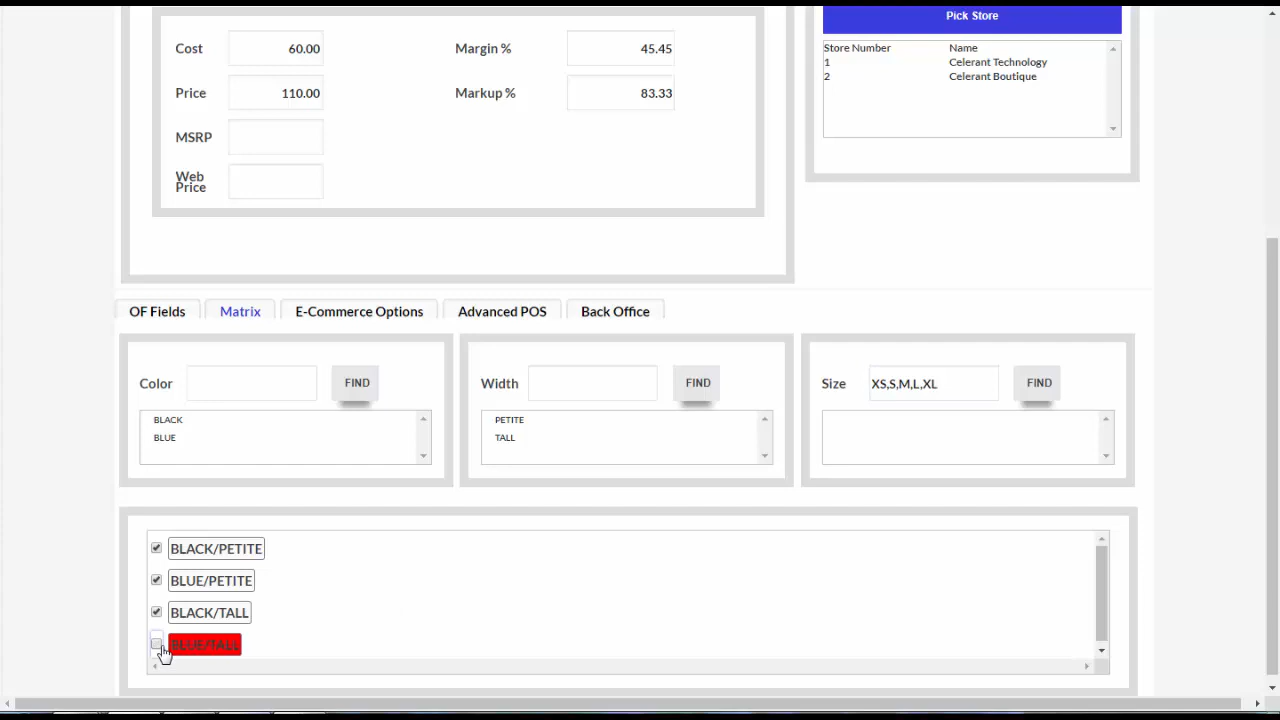 Pick Store
Cost 60.00 Margin % 45.45
Store Number Name
1 Celerant Technology
2 Celerant Boutique
Price 110.00 Markup % 83.33
MSRP
Web
Price
OF Fields Matrix E-Commerce Options Advanced POS Back Office
Color FIND Width FIND Size XS,S,M,L,XL FIND
BLACK PETITE
BLUE TALL
BLACK/PETITE
BLUE/PETITE
BLACK/TALL
BLUE/TALL